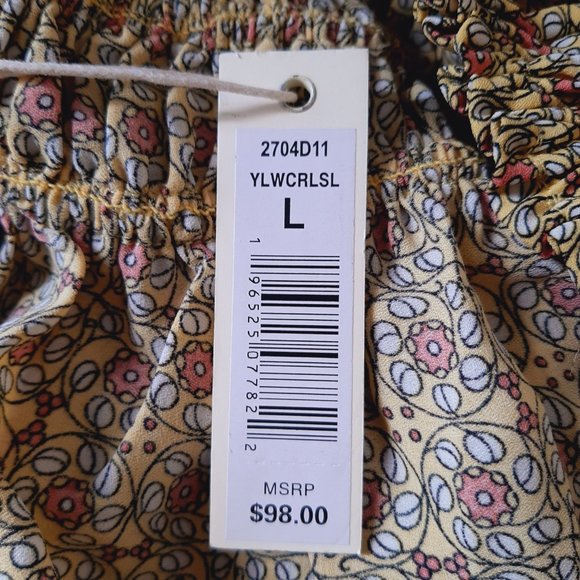 2704D11
YLWCRLSL
L
1 96525 07782 2
MSRP
$98.00